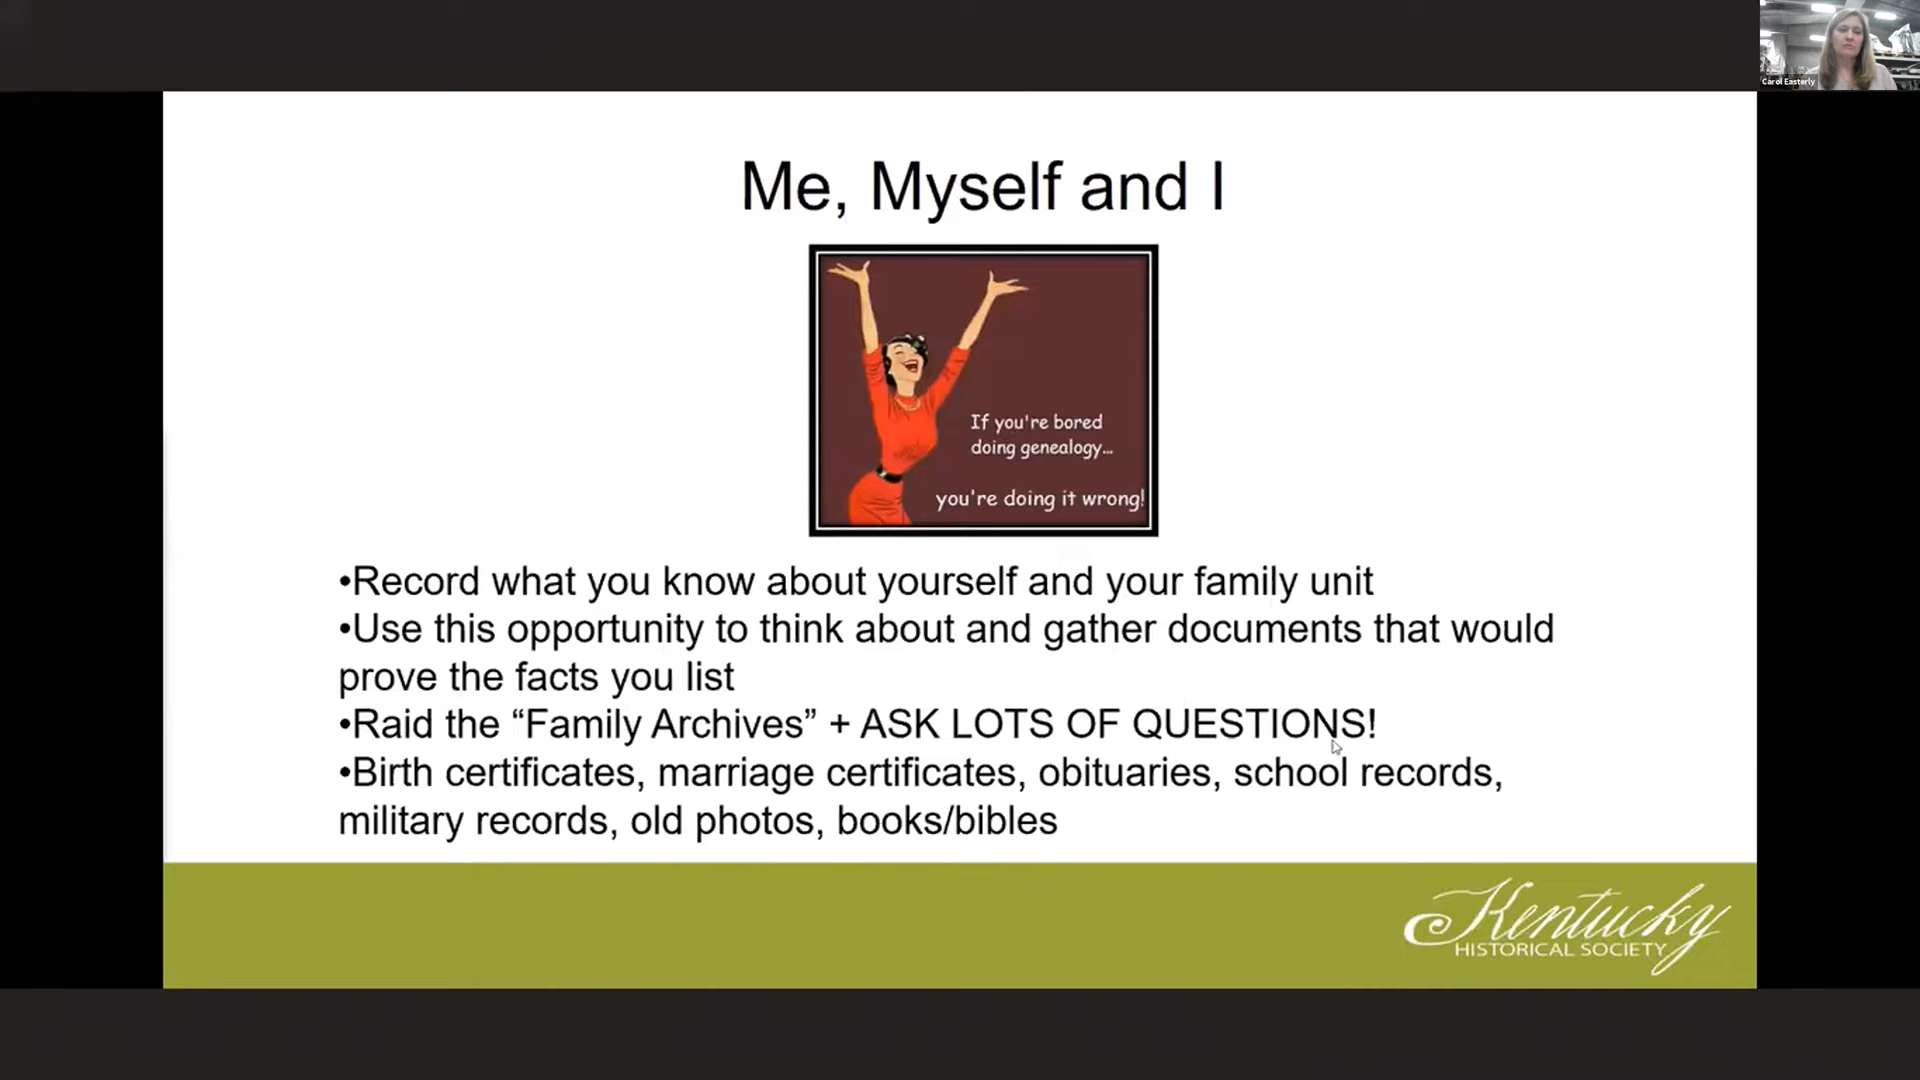 Carol Easterly
Me, Myself and I
If you're bored
doing genealogy...
you're doing it wrong!
•Record what you know about yourself and your family unit
•Use this opportunity to think about and gather documents that would
prove the facts you list
•Raid the “Family Archives” + ASK LOTS OF QUESTIONS!
•Birth certificates, marriage certificates, obituaries, school records,
military records, old photos, books/bibles
Kentucky
HISTORICAL SOCIETY